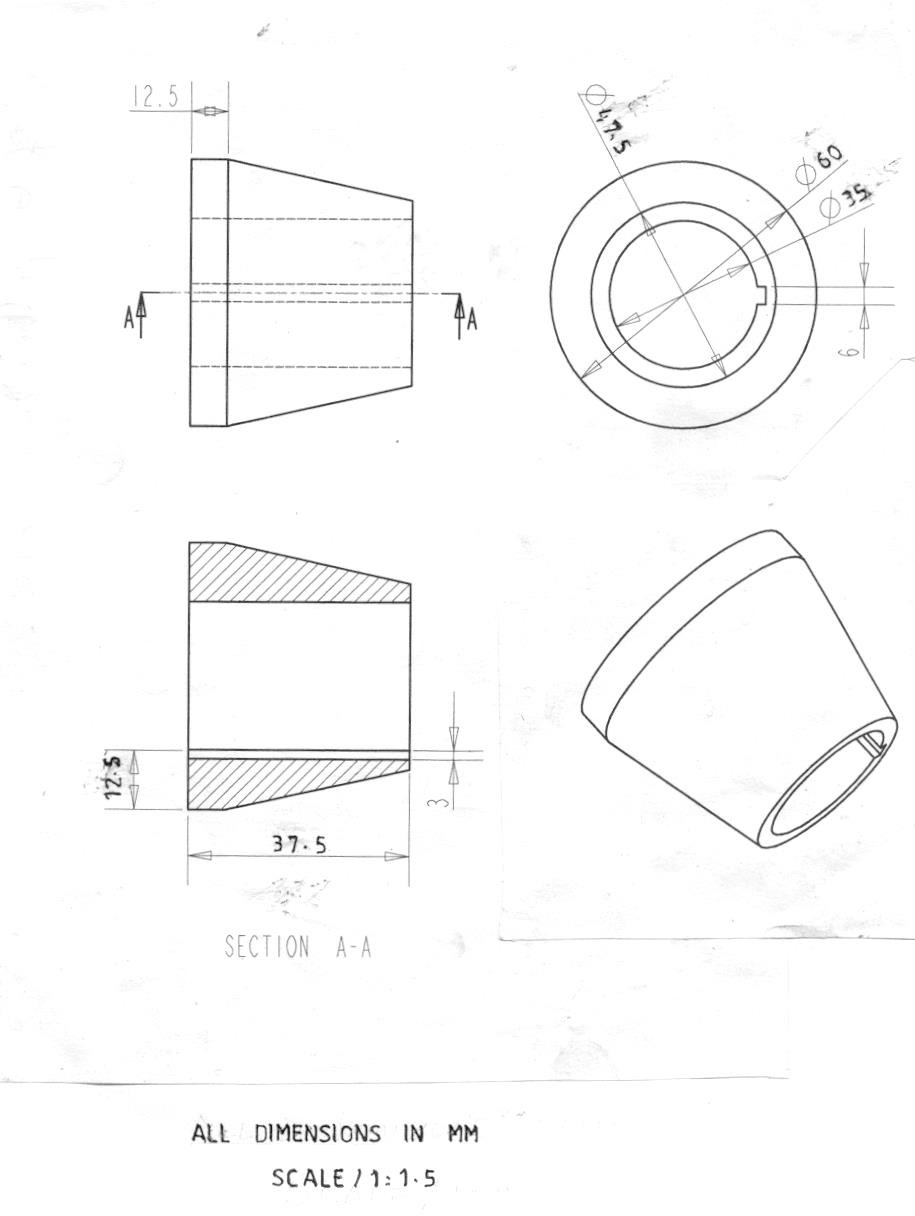 12.5
Ø 47.5
Ø 60
Ø 35
A
A
6
12.5
3
37.5
SECTION A-A
ALL DIMENSIONS IN MM
SCALE/1:1.5